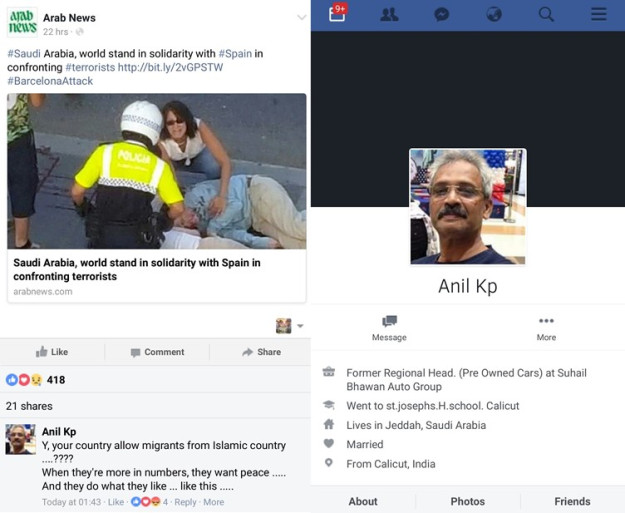 Arab News
22 hrs ·
#Saudi Arabia, world stand in solidarity with #Spain in
confronting #terrorists http://bit.ly/2vGPSTW
#BarcelonaAttack
POLICIA
Saudi Arabia, world stand in solidarity with Spain in
confronting terrorists
arabnews.com
Like Comment Share
418
21 shares
Anil Kp
Y, your country allow migrants from Islamic country
....????
When they're more in numbers, they want peace .....
And they do what they like ... like this .....
Today at 01:43 · Like · 4 · Reply · More
arab
news
9+
Anil Kp
Message More
Former Regional Head. (Pre Owned Cars) at Suhail
Bhawan Auto Group
Went to st.josephs.H.school. Calicut
Lives in Jeddah, Saudi Arabia
Married
From Calicut, India
About Photos Friends